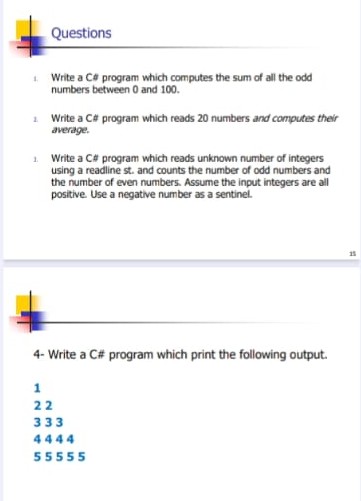 Questions
1. Write a C# program which computes the sum of all the odd
numbers between 0 and 100.
2. Write a C# program which reads 20 numbers and computes their
average.
3. Write a C# program which reads unknown number of integers
using a readline st. and counts the number of odd numbers and
the number of even numbers. Assume the input integers are all
positive. Use a negative number as a sentinel.
15
4- Write a C# program which print the following output.
1
2 2
3 3 3
4 4 4 4
5 5 5 5 5